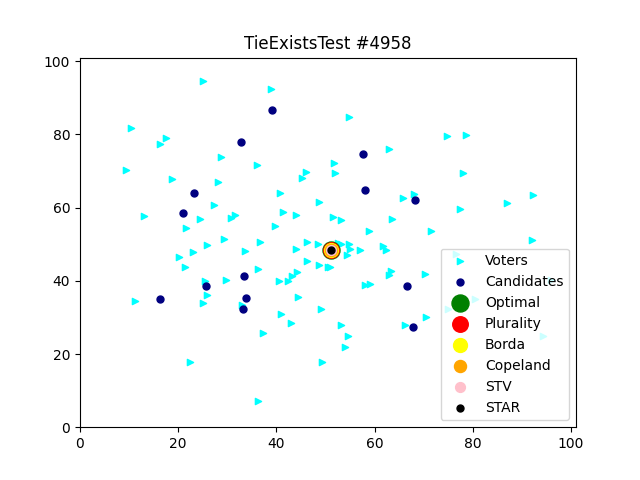 TieExistsTest #4958
100
80
60
40
20
0
0 20 40 60 80 100
Voters
Candidates
Optimal
Plurality
Borda
Copeland
STV
STAR